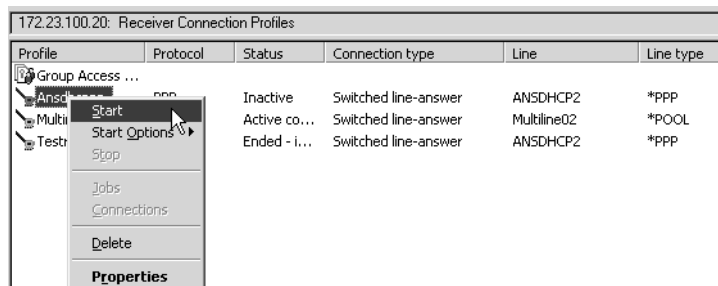 172.23.100.20: Receiver Connection Profiles
Profile Protocol Status Connection type Line Line type
Group Access ...
PPP Inactive Switched line-answer ANSDHCP2 *PPP
Active co... Switched line-answer Multiline02 *POOL
Ended - i... Switched line-answer ANSDHCP2 *PPP
Start
Start Options
Stop
Jobs
Connections
Delete
Properties